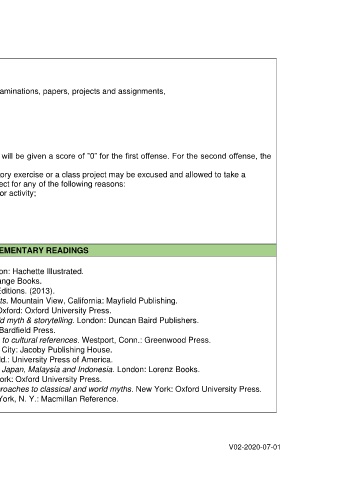 aminations, papers, projects and assignments,
will be given a score of "0" for the first offense. For the second offense, the
ory exercise or a class project may be excused and allowed to take a
ect for any of the following reasons:
or activity;
EMENTARY READINGS
on: Hachette Illustrated.
ange Books.
Editions. (2013).
ts. Mountain View, California: Mayfield Publishing.
Oxford: Oxford University Press.
d myth & storytelling. London: Duncan Baird Publishers.
Bardfield Press.
to cultural references. Westport, Conn.: Greenwood Press.
City: Jacoby Publishing House.
d.: University Press of America.
Japan, Malaysia and Indonesia. London: Lorenz Books.
ork: Oxford University Press.
roaches to classical and world myths. New York: Oxford University Press.
York, N. Y.: Macmillan Reference.
V02-2020-07-01